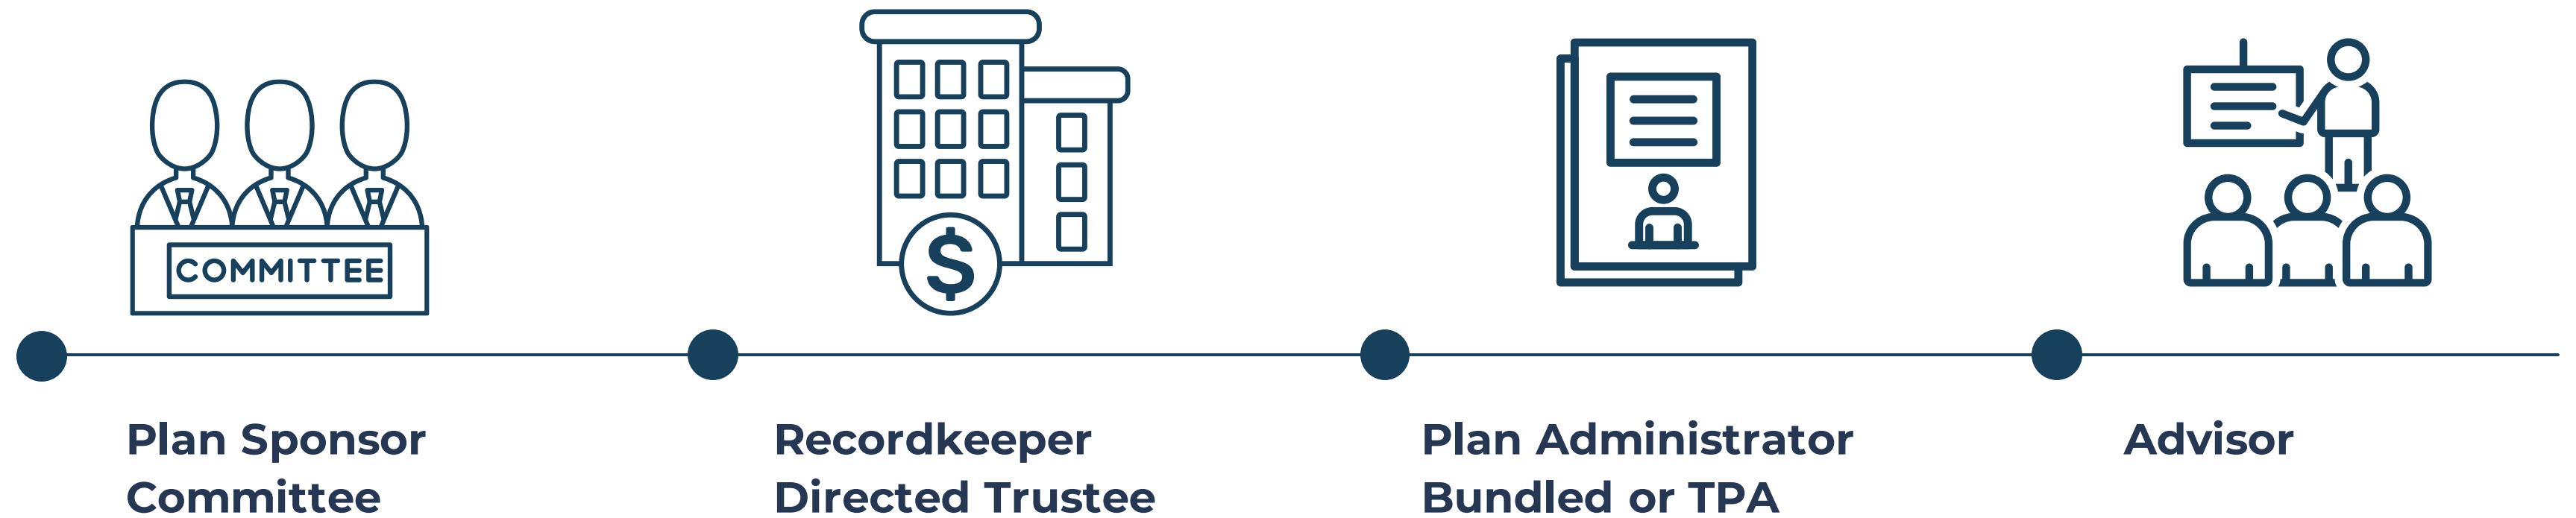 COMMITTEE
$
Plan Sponsor
Committee
Recordkeeper
Directed Trustee
Plan Administrator
Bundled or TPA
Advisor